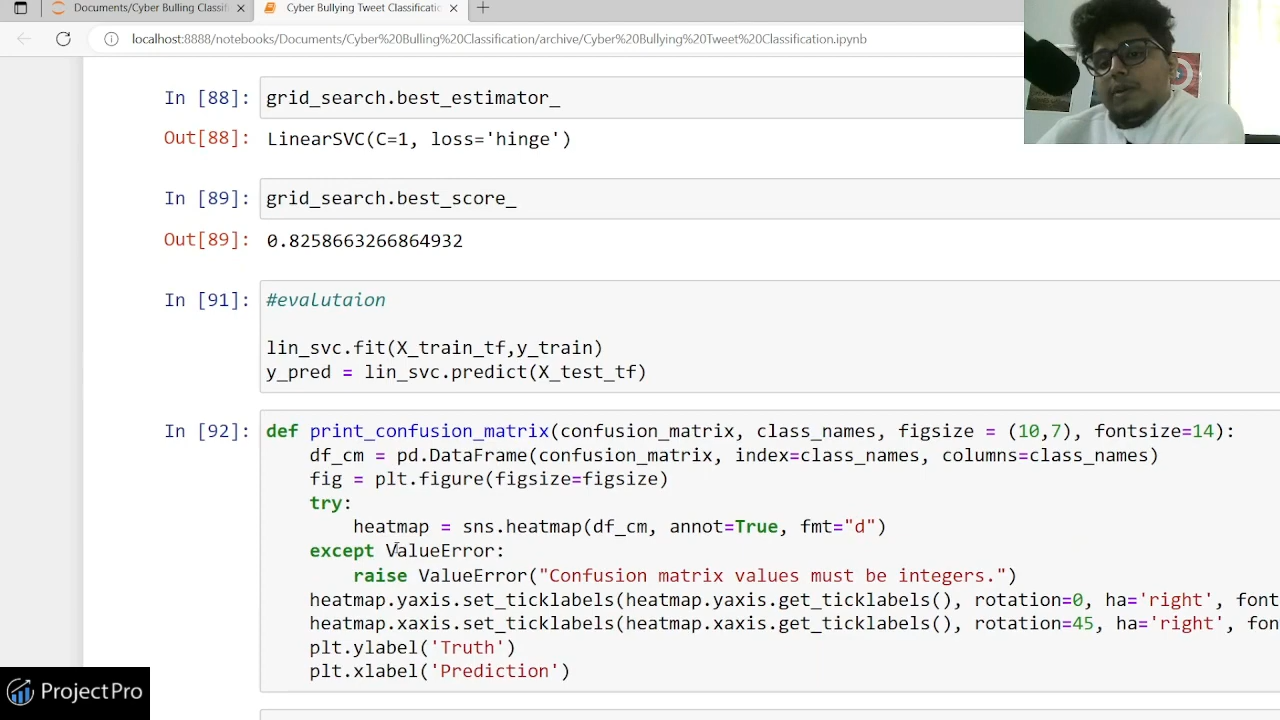 Documents/Cyber Bulling Classifi
Cyber Bullying Tweet Classificatio
localhost:8888/notebooks/Documents/Cyber%20Bulling%20Classification/archive/Cyber%20Bullying%20Tweet%20Classification.ipynb
In [88]: grid_search.best_estimator_
Out[88]: LinearSVC(C=1, loss='hinge')
In [89]: grid_search.best_score_
Out[89]: 0.8258663266864932
In [91]: #evalutaion
lin_svc.fit(X_train_tf,y_train)
y_pred = lin_svc.predict(X_test_tf)
In [92]: def print_confusion_matrix(confusion_matrix, class_names, figsize = (10,7), fontsize=14):
df_cm = pd.DataFrame(confusion_matrix, index=class_names, columns=class_names)
fig = plt.figure(figsize=figsize)
try:
heatmap = sns.heatmap(df_cm, annot=True, fmt="d")
except ValueError:
raise ValueError("Confusion matrix values must be integers.")
heatmap.yaxis.set_ticklabels(heatmap.yaxis.get_ticklabels(), rotation=0, ha='right', font
heatmap.xaxis.set_ticklabels(heatmap.xaxis.get_ticklabels(), rotation=45, ha='right', fon
plt.ylabel('Truth')
plt.xlabel('Prediction')
ProjectPro